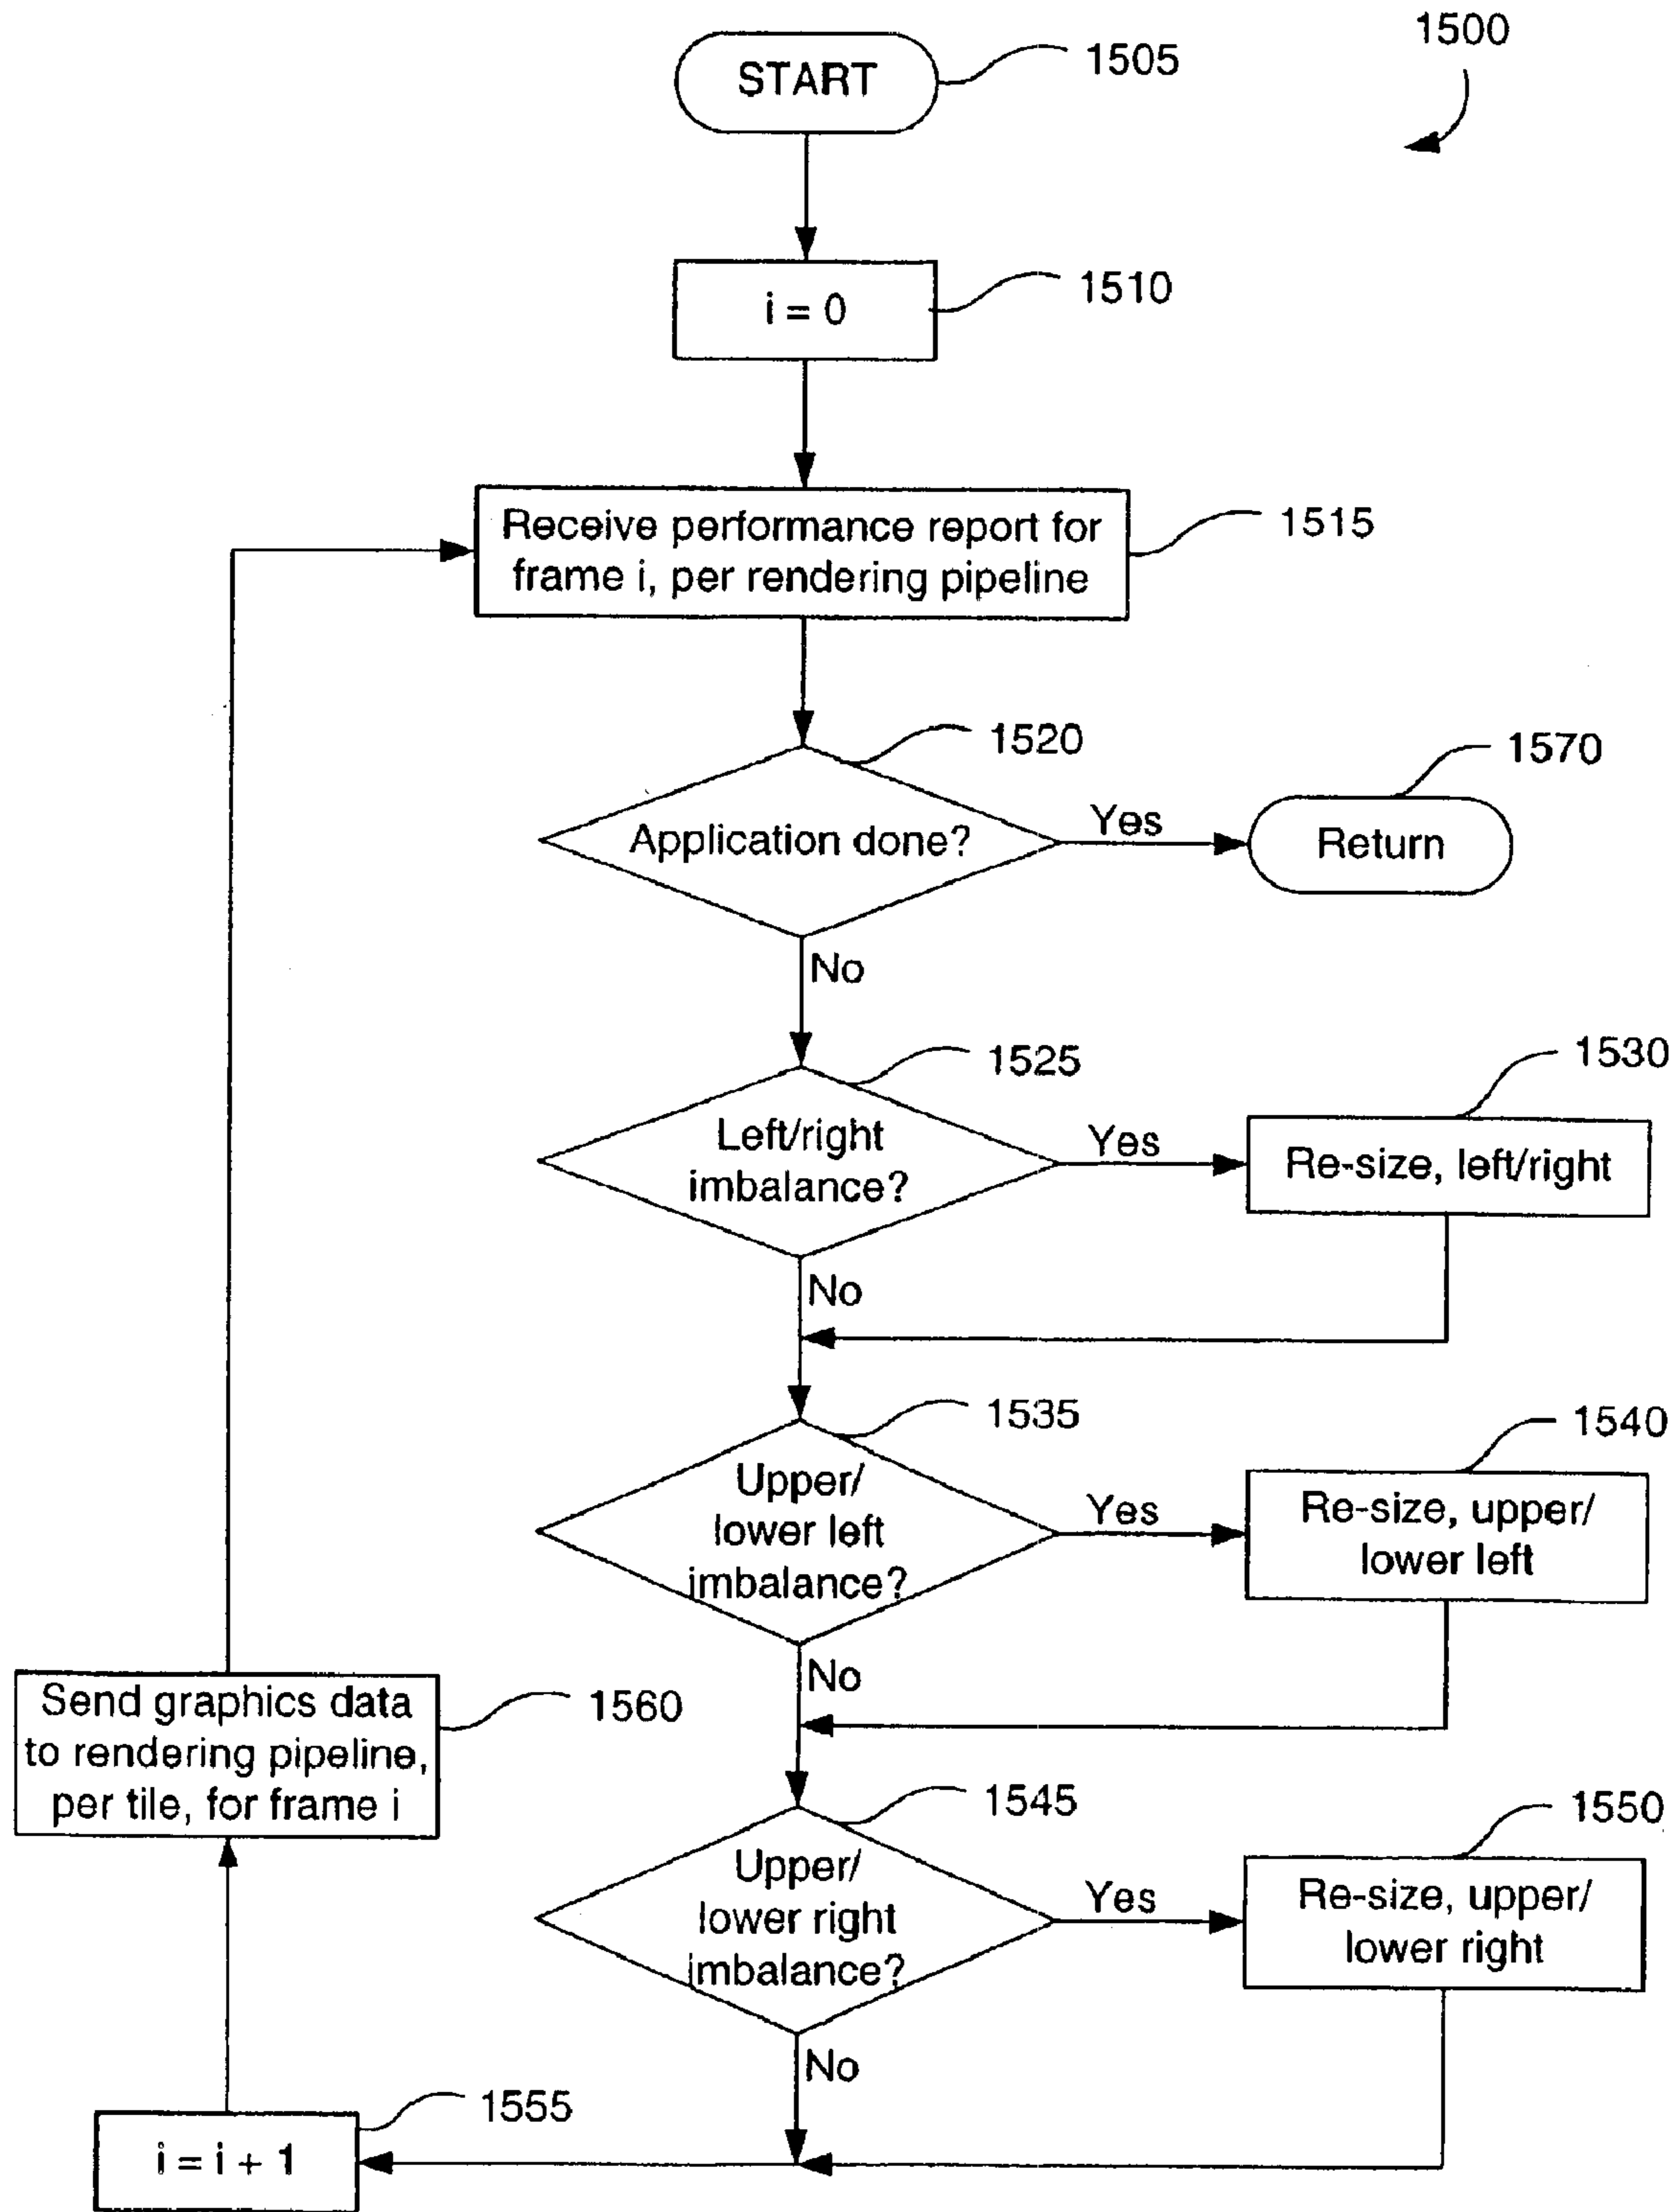 1500
START
1505
i = 0
1510
Receive performance report for
frame i, per rendering pipeline
1515
1520
Application done?
Yes
1570
Return
No
1525
Left/right
imbalance?
Yes
1530
Re-size, left/right
No
1535
Upper/
lower left
imbalance?
Yes
1540
Re-size, upper/
lower left
No
Send graphics data
to rendering pipeline,
per tile, for frame i
1560
1545
Upper/
lower right
imbalance?
Yes
1550
Re-size, upper/
lower right
No
1555
i = i + 1